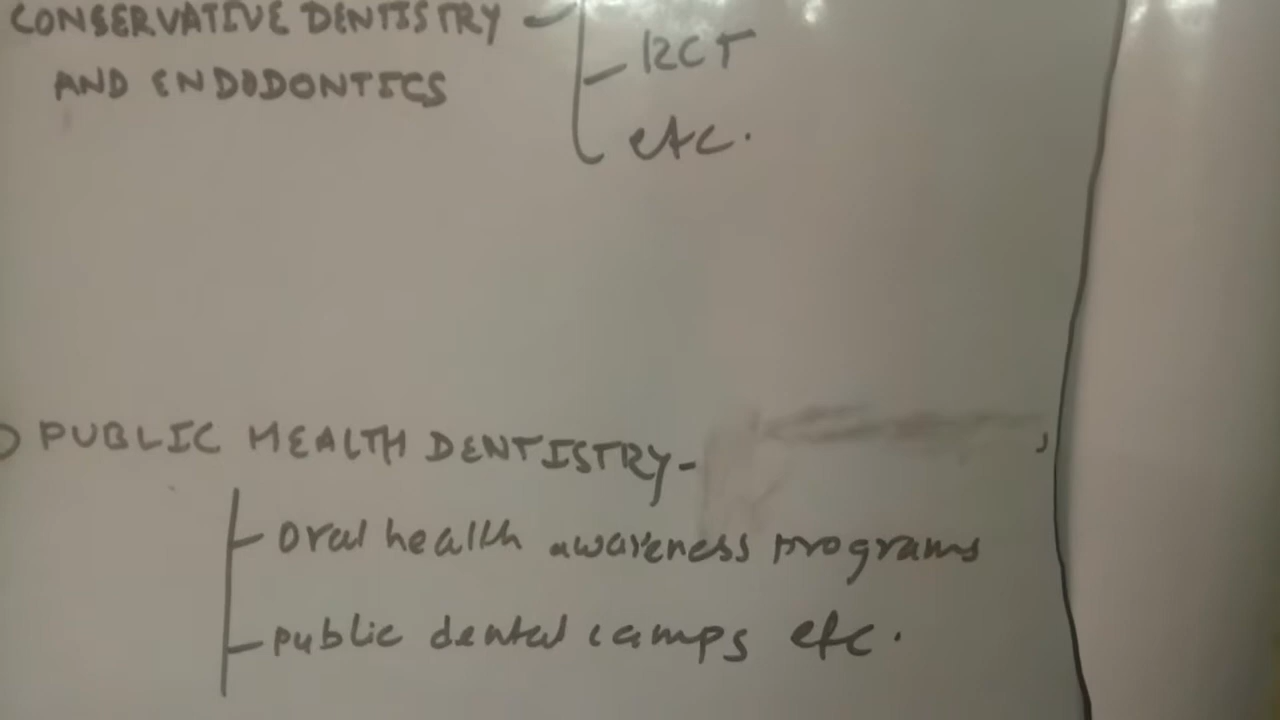 CONSERVATIVE DENTISTRY -
AND ENDODONTICS
- RCT
etc.
PUBLIC HEALTH DENTISTRY -
- oral health awareness programs
- public dental camps etc.